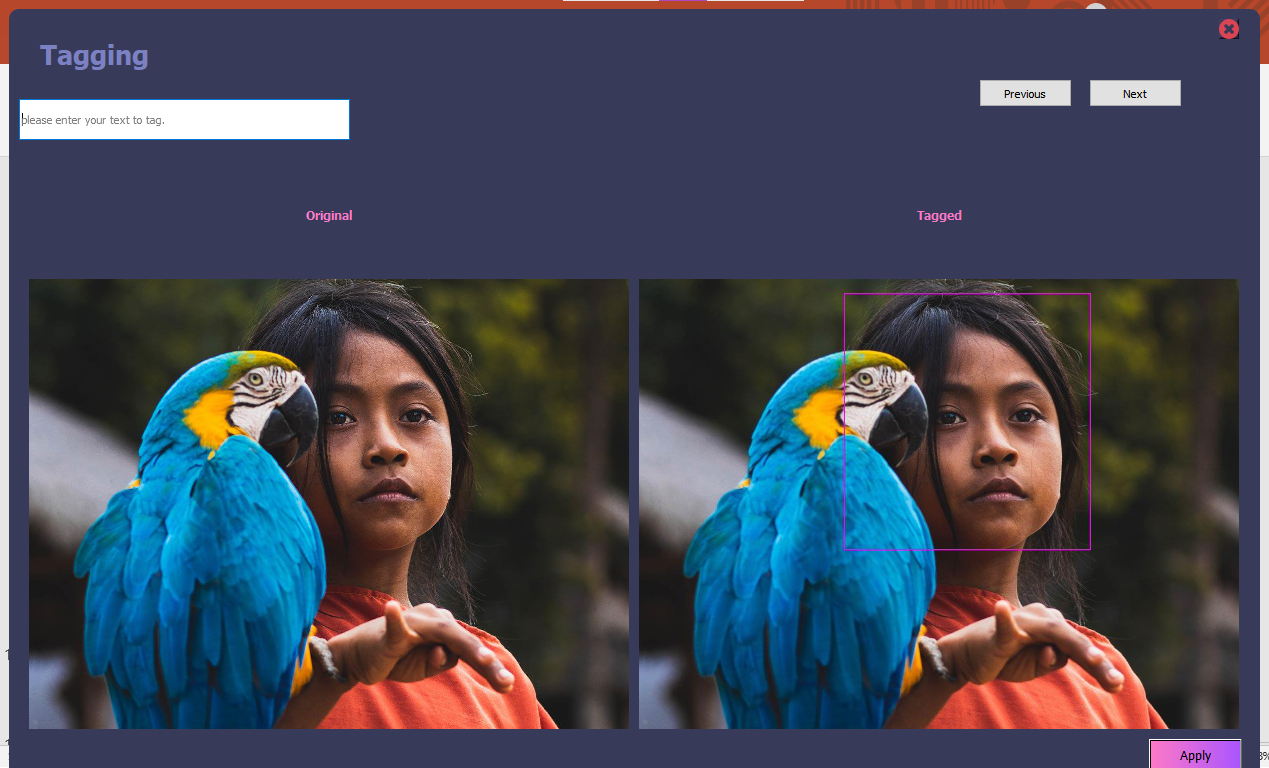 Tagging
Previous
Next
please enter your text to tag.
Original
Tagged
Apply